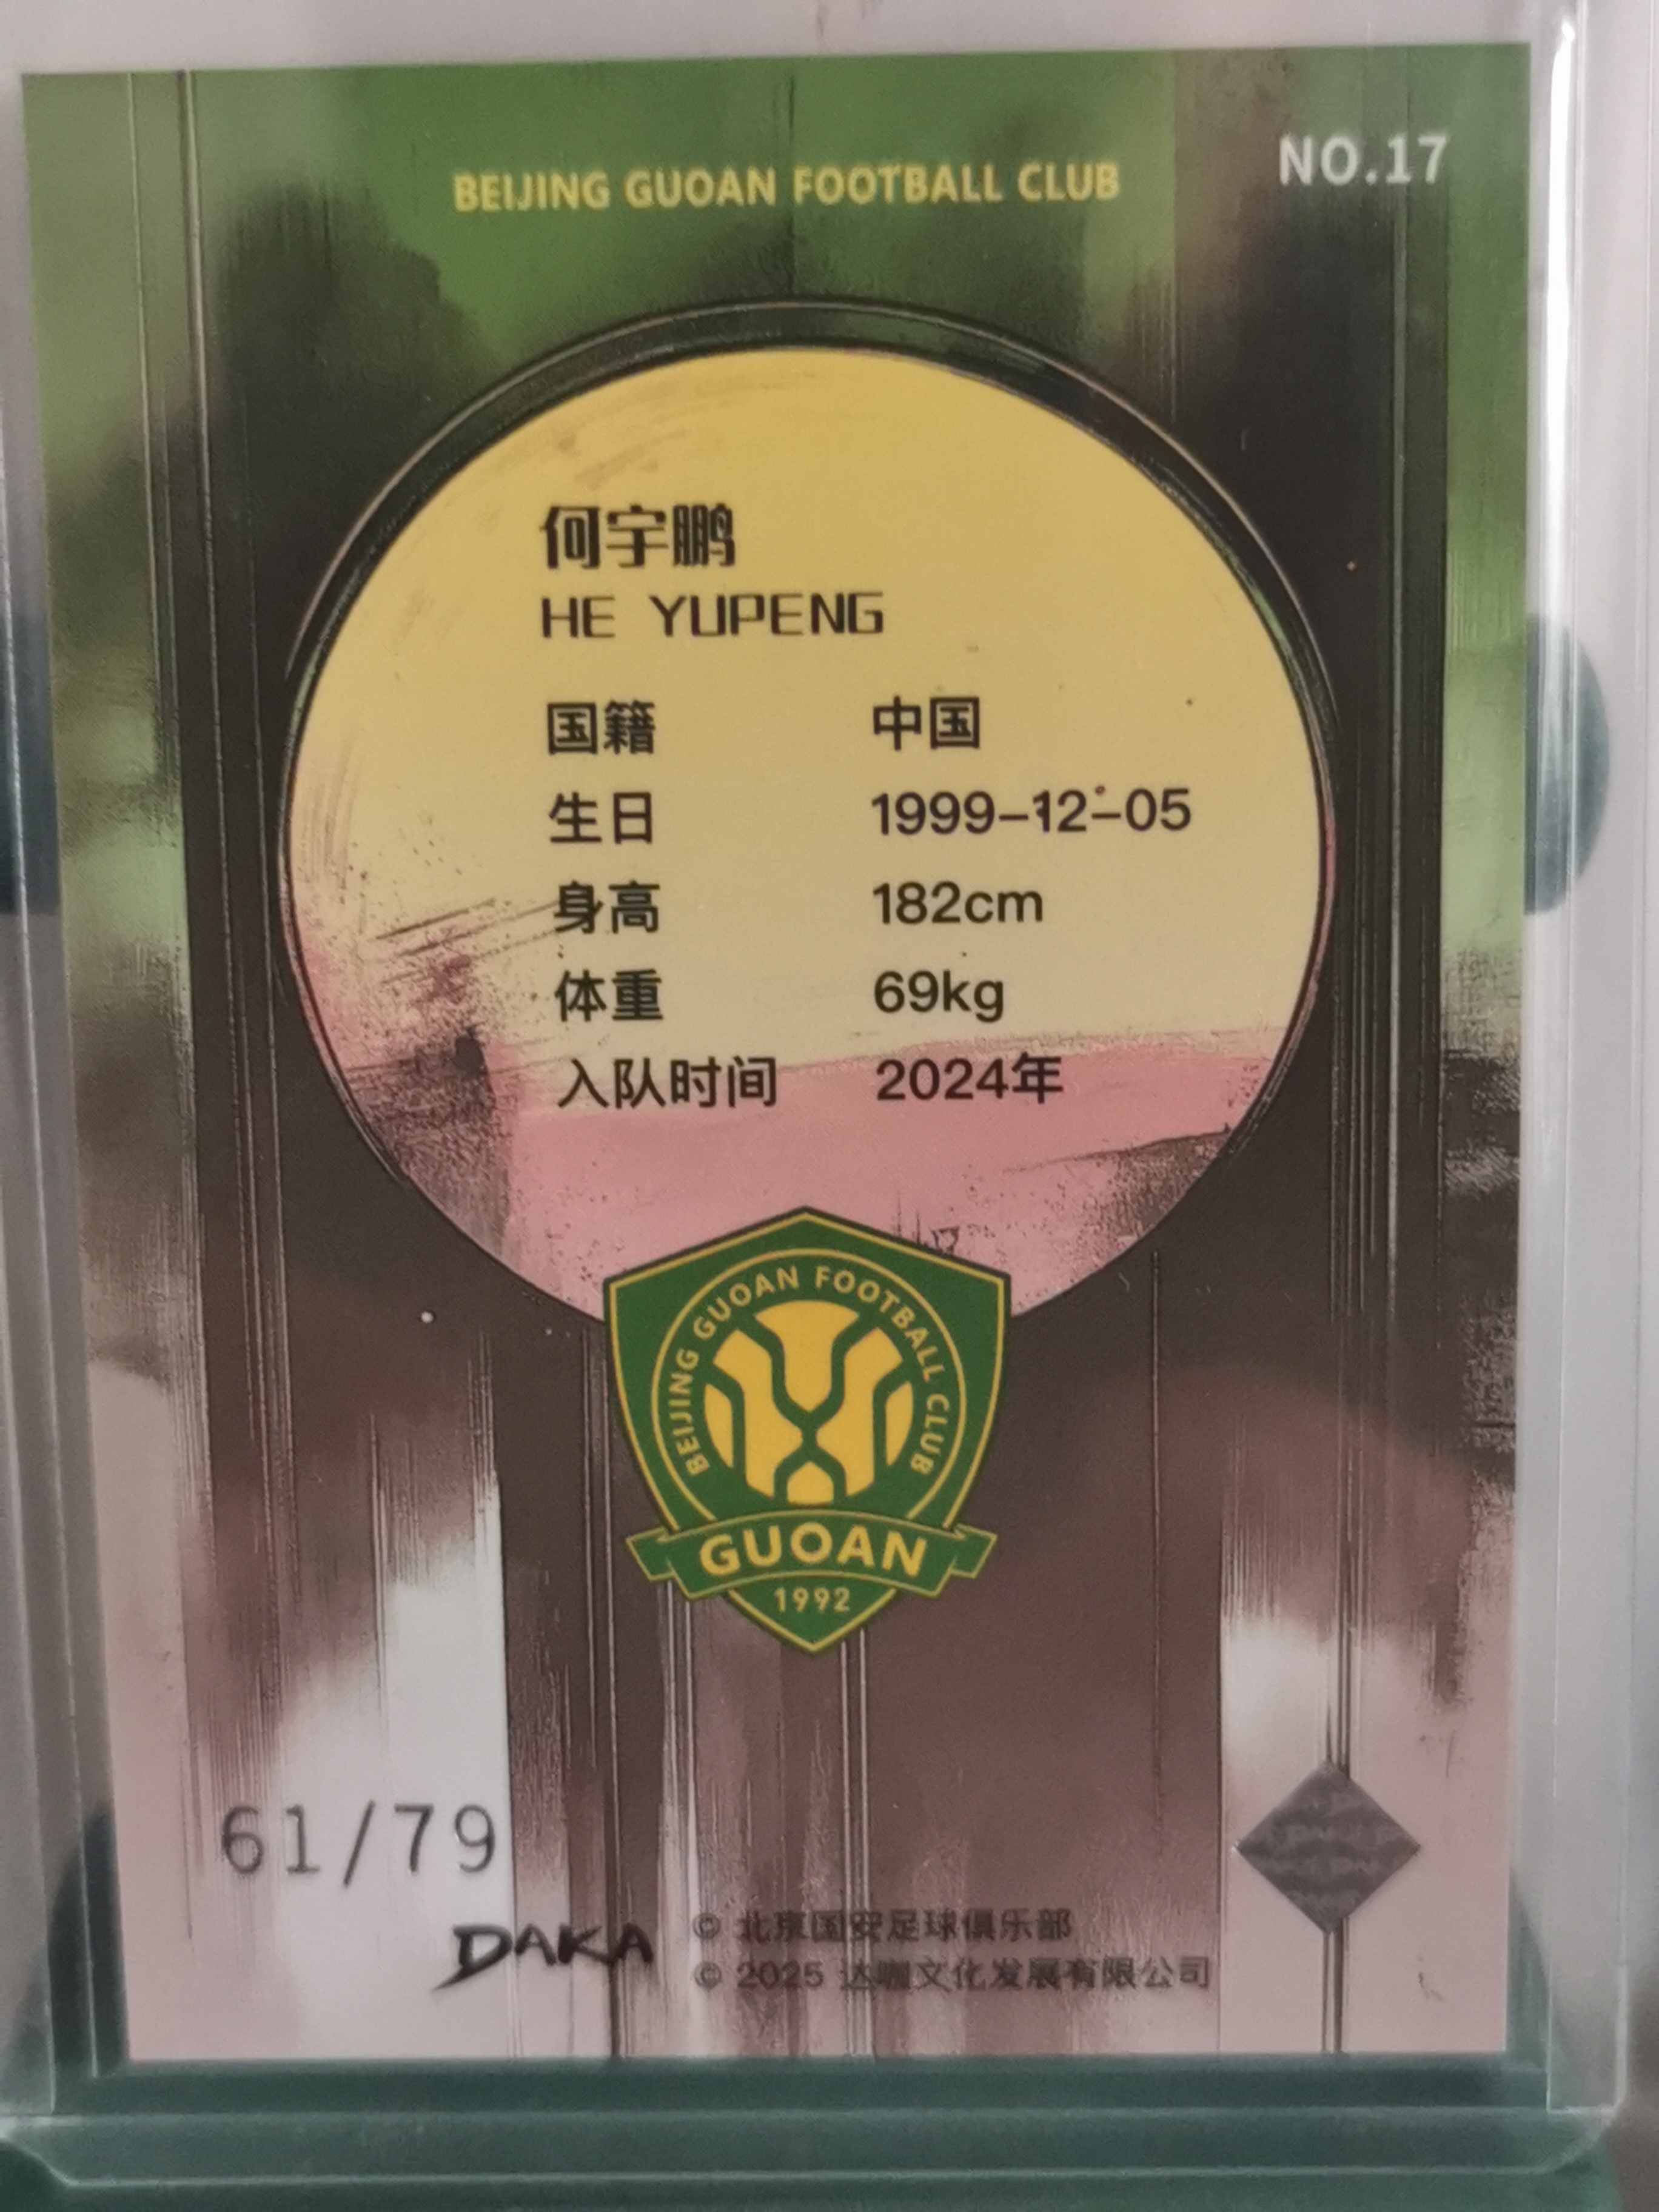 NO.17
BEIJING GUOAN FOOTBALL CLUB
何宇鹏
HE YUPENG
国籍 中国
生日 1999-12-05
身高 182cm
体重 69kg
入队时间 2024年
BEIJING GUOAN FOOTBALL CLUB
GUOAN
1992
61/79
DAKA
© 北京国安足球俱乐部
© 2025 达咖文化发展有限公司